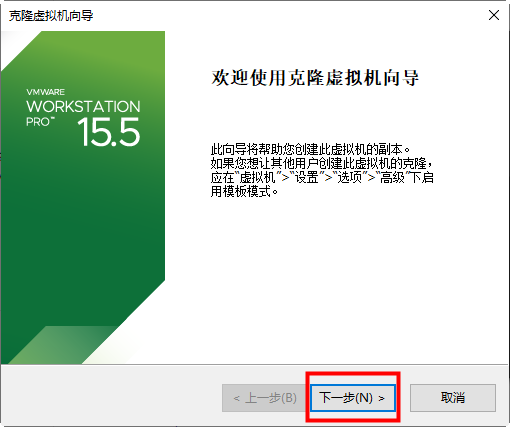 克隆虚拟机向导
VMWARE
WORKSTATION
PRO™
15.5
欢迎使用克隆虚拟机向导
此向导将帮助您创建此虚拟机的副本。
如果您想让其他用户创建此虚拟机的克隆，
应在"虚拟机">"设置">"选项">"高级"下启
用模板模式。
< 上一步(B)
下一步(N) >
取消